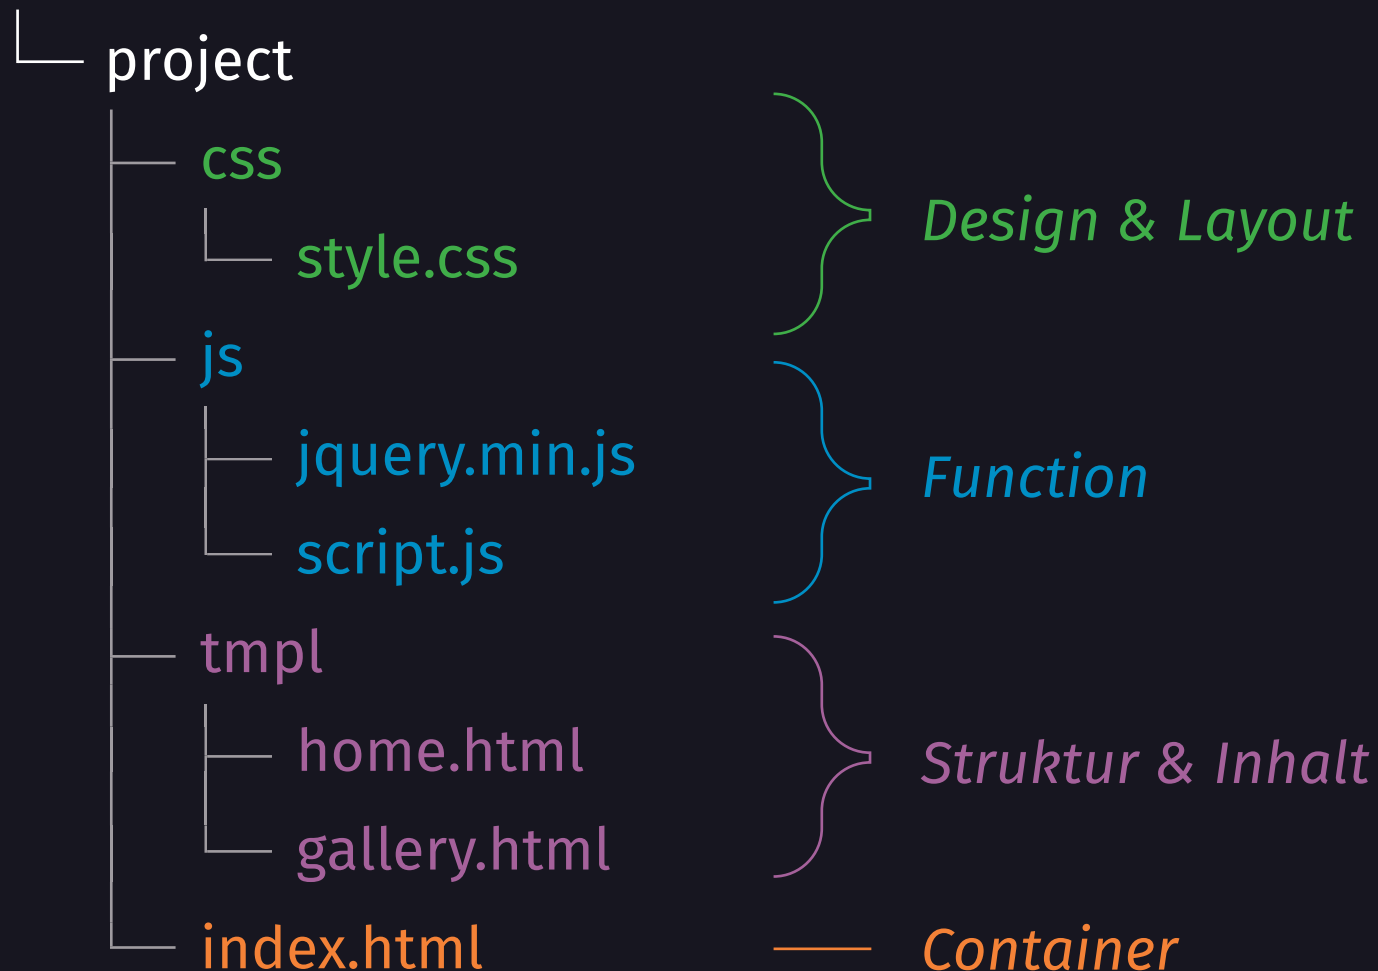 project
css
style.css
Design & Layout
js
jquery.min.js
script.js
Function
tmpl
home.html
gallery.html
Struktur & Inhalt
index.html
Container